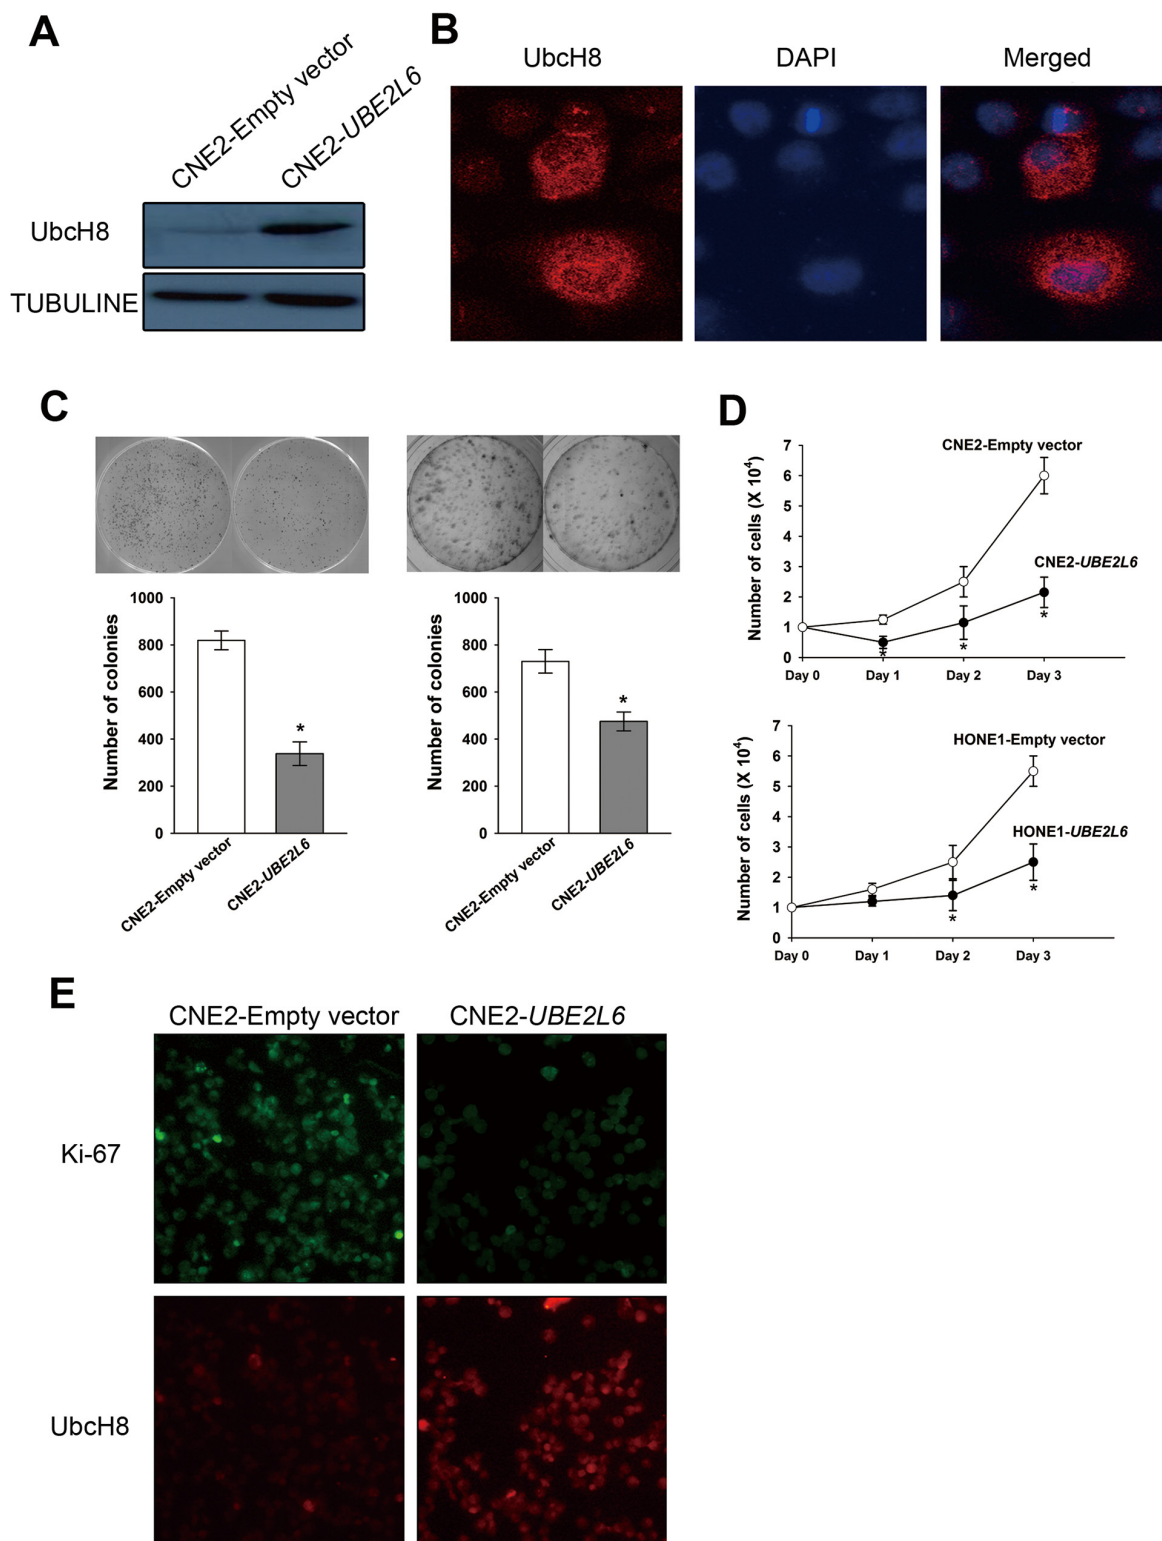 A
CNE2-Empty vector
CNE2-UBE2L6
UbcH8
TUBULINE
B
UbcH8
DAPI
Merged
C
1000
800
600
400
200
0
Number of colonies
*
CNE2-Empty vector
CNE2-UBE2L6
1000
800
600
400
200
0
Number of colonies
*
CNE2-Empty vector
CNE2-UBE2L6
D
7
6
5
4
3
2
1
0
Number of cells (X 10⁴)
CNE2-Empty vector
CNE2-UBE2L6
*
*
*
Day 0
Day 1
Day 2
Day 3
7
6
5
4
3
2
1
0
Number of cells (X 10⁴)
HONE1-Empty vector
HONE1-UBE2L6
*
*
Day 0
Day 1
Day 2
Day 3
E
CNE2-Empty vector
CNE2-UBE2L6
Ki-67
UbcH8